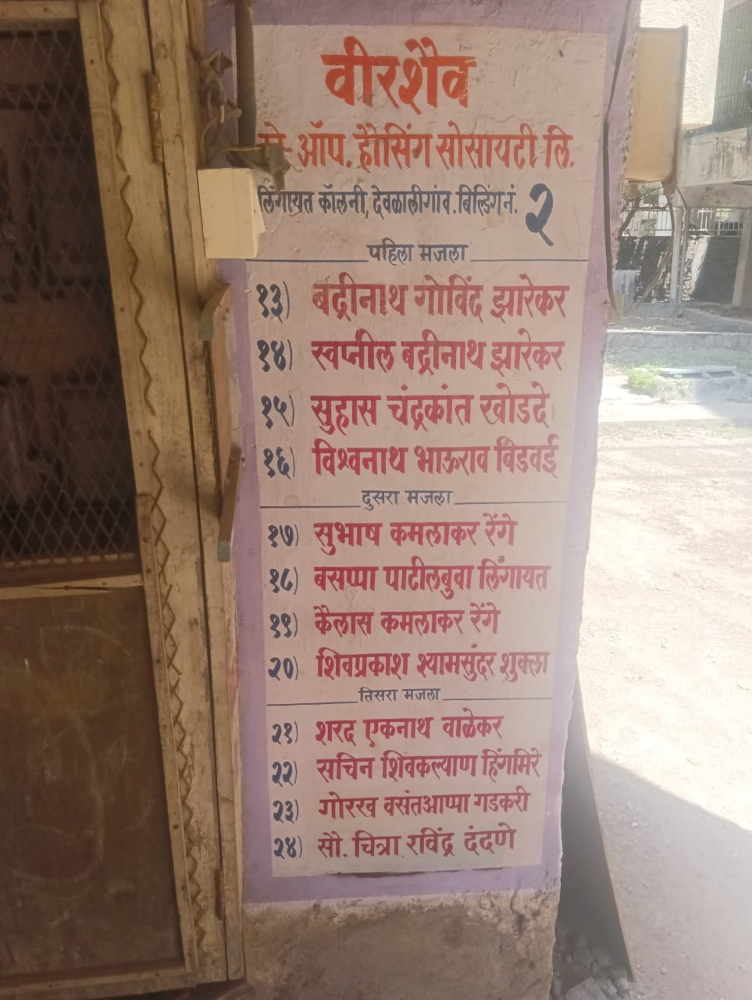 वीरशैव
को-ऑप. हौसिंग सोसायटी लि.
लिंगायत कॉलनी, देवळालीगांव. बिल्डिंग नं. २
पहिला मजला
१३) बद्रीनाथ गोविंद झारेकर
१४) स्वप्नील बद्रीनाथ झारेकर
१५) सुहास चंद्रकांत खोडदे
१६) विश्वनाथ भाऊराव बिडवई
दुसरा मजला
१७) सुभाष कमलाकर रेंगे
१८) बसप्पा पाटीलबुवा लिंगायत
१९) कैलास कमलाकर रेंगे
२०) शिवप्रकाश श्यामसुंदर शुक्ला
तिसरा मजला
२१) शरद एकनाथ वाळेकर
२२) सचिन शिवकल्याण हिंगमिरे
२३) गोरख वसंतआप्पा गडकरी
२४) सौ. चित्रा रविंद्र दंदणे